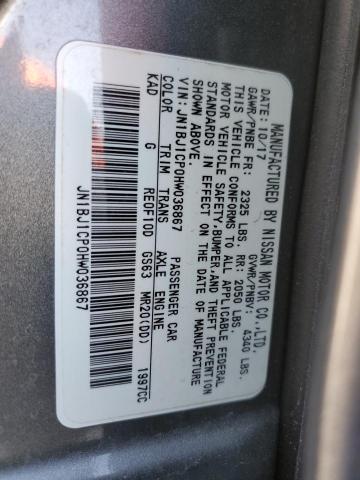 MANUFACTURED BY NISSAN MOTOR CO.,LTD.
DATE: 10/17 GVWR/PNBV: 4340 LBS.
GAWR/PNBE FR: 2325 LBS. RR: 2050 LBS.
THIS VEHICLE CONFORMS TO ALL APPLICABLE FEDERAL
MOTOR VEHICLE SAFETY,BUMPER,AND THEFT PREVENTION
STANDARDS IN EFFECT ON THE DATE OF MANUFACTURE
SHOWN ABOVE.
VIN:JN1BJ1CP0HW036867 PASSENGER CAR
COLOR TRIM TRANS AXLE ENGINE
KAD G RE0F10D GS63 MR20(DD) 1997CC
JN1BJ1CP0HW036867